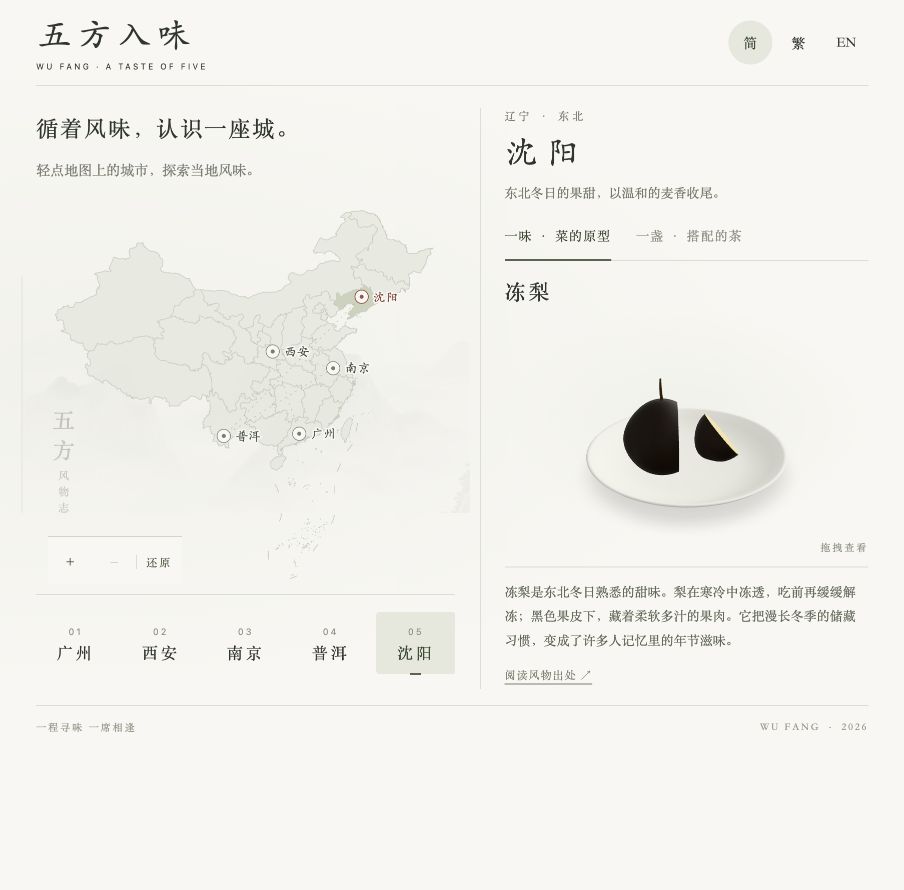 五方入味
WU FANG · A TASTE OF FIVE
简 繁 EN
循着风味，认识一座城。
轻点地图上的城市，探索当地风味。
沈阳
西安
南京
普洱
广州
五方
风物志
+ − 还原
01 02 03 04 05
广州 西安 南京 普洱 沈阳
辽宁 · 东北
沈阳
东北冬日的果甜，以温和的麦香收尾。
一味 · 菜的原型 一盏 · 搭配的茶
冻梨
拖拽查看
冻梨是东北冬日熟悉的甜味。梨在寒冷中冻透，吃前再缓缓解
冻；黑色果皮下，藏着柔软多汁的果肉。它把漫长冬季的储藏
习惯，变成了许多人记忆里的年节滋味。
阅读风物出处 ↗
一程寻味 一席相逢
WU FANG · 2026